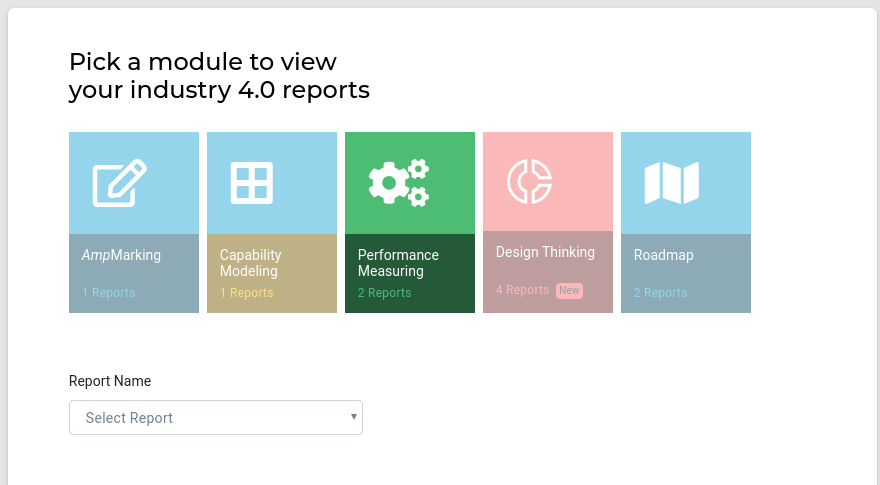 Pick a module to view
your industry 4.0 reports
AmpMarking
1 Reports
Capability
Modeling
1 Reports
Performance
Measuring
2 Reports
Design Thinking
4 Reports New
Roadmap
2 Reports
Report Name
Select Report